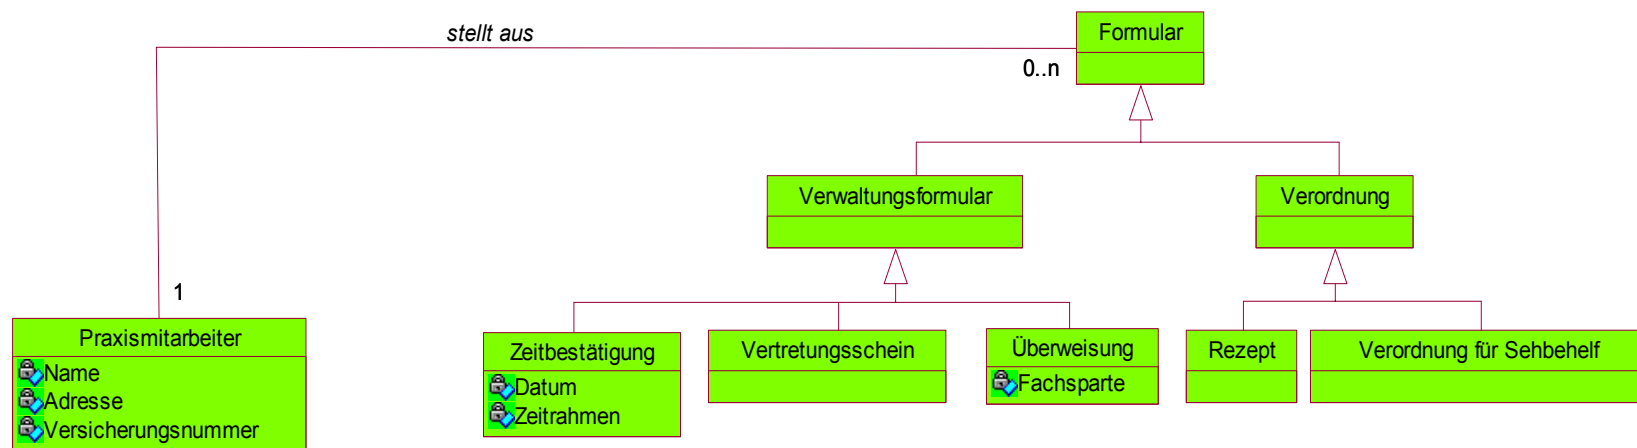 stellt aus
Formular
0..n
Verwaltungsformular
Verordnung
1
Praxismitarbeiter
Name
Adresse
Versicherungsnummer
Zeitbestätigung
Datum
Zeitrahmen
Vertretungsschein
Überweisung
Fachsparte
Rezept
Verordnung für Sehbehelf